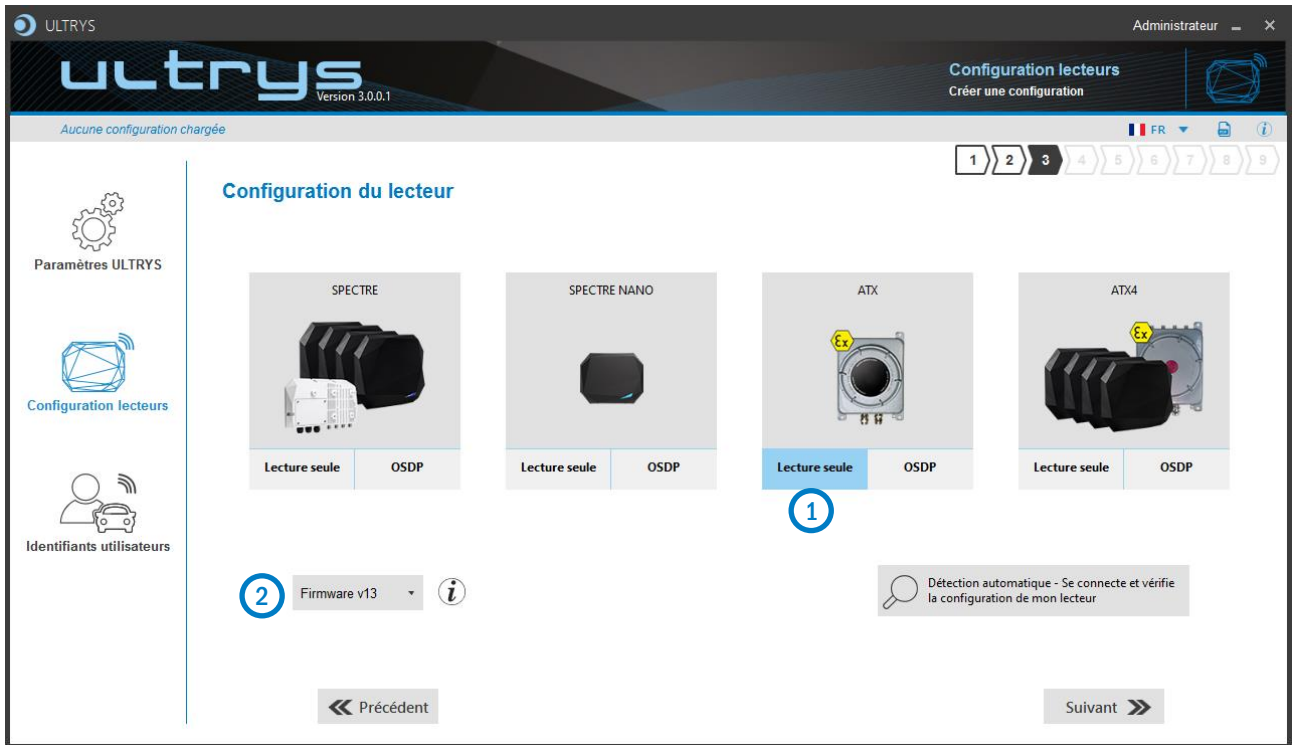 ULTRYS
Administrateur
ultrys
Version 3.0.0.1
Configuration lecteurs
Créer une configuration
Aucune configuration chargée
FR
1 2 3 4 5 6 7 8 9
Configuration du lecteur
Paramètres ULTRYS
Configuration lecteurs
Identifiants utilisateurs
SPECTRE
Lecture seule OSDP
SPECTRE NANO
Lecture seule OSDP
ATX
Ex
Lecture seule OSDP
1
ATX4
Ex
Lecture seule OSDP
2
Firmware v13
i
Détection automatique - Se connecte et vérifie
la configuration de mon lecteur
Précédent
Suivant